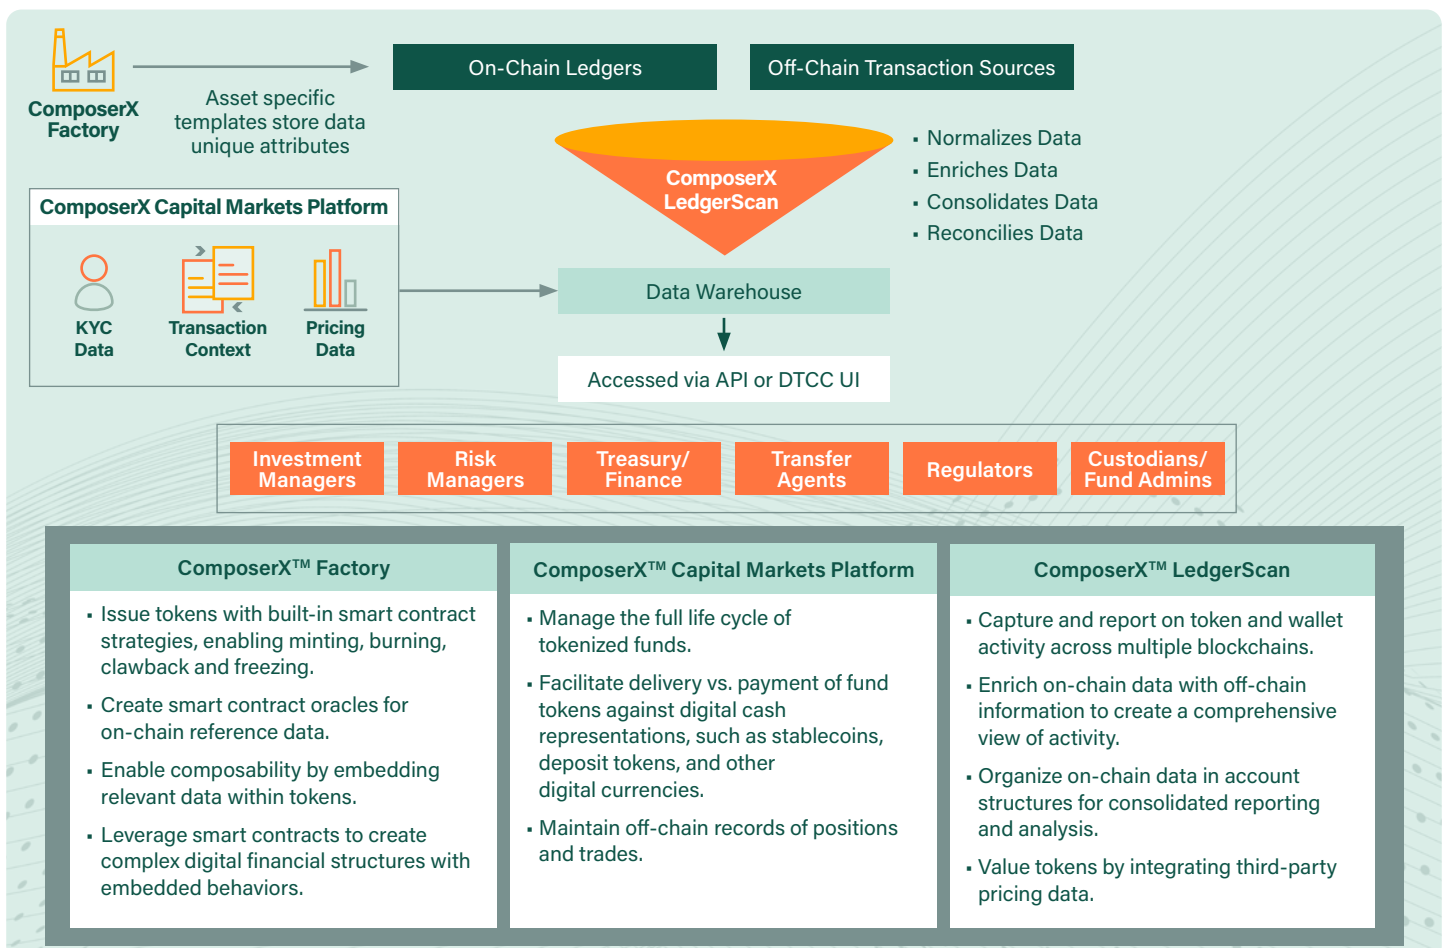 ComposerX
Factory
Asset specific
templates store data
unique attributes
On-Chain Ledgers
Off-Chain Transaction Sources
ComposerX
LedgerScan
▪ Normalizes Data
▪ Enriches Data
▪ Consolidates Data
▪ Reconcilies Data
ComposerX Capital Markets Platform
KYC
Data
Transaction
Context
Pricing
Data
Data Warehouse
Accessed via API or DTCC UI
Investment
Managers
Risk
Managers
Treasury/
Finance
Transfer
Agents
Regulators
Custodians/
Fund Admins
ComposerX™ Factory
▪ Issue tokens with built-in smart contract
strategies, enabling minting, burning,
clawback and freezing.
▪ Create smart contract oracles for
on-chain reference data.
▪ Enable composability by embedding
relevant data within tokens.
▪ Leverage smart contracts to create
complex digital financial structures with
embedded behaviors.
ComposerX™ Capital Markets Platform
▪ Manage the full life cycle of
tokenized funds.
▪ Facilitate delivery vs. payment of fund
tokens against digital cash
representations, such as stablecoins,
deposit tokens, and other
digital currencies.
▪ Maintain off-chain records of positions
and trades.
ComposerX™ LedgerScan
▪ Capture and report on token and wallet
activity across multiple blockchains.
▪ Enrich on-chain data with off-chain
information to create a comprehensive
view of activity.
▪ Organize on-chain data in account
structures for consolidated reporting
and analysis.
▪ Value tokens by integrating third-party
pricing data.